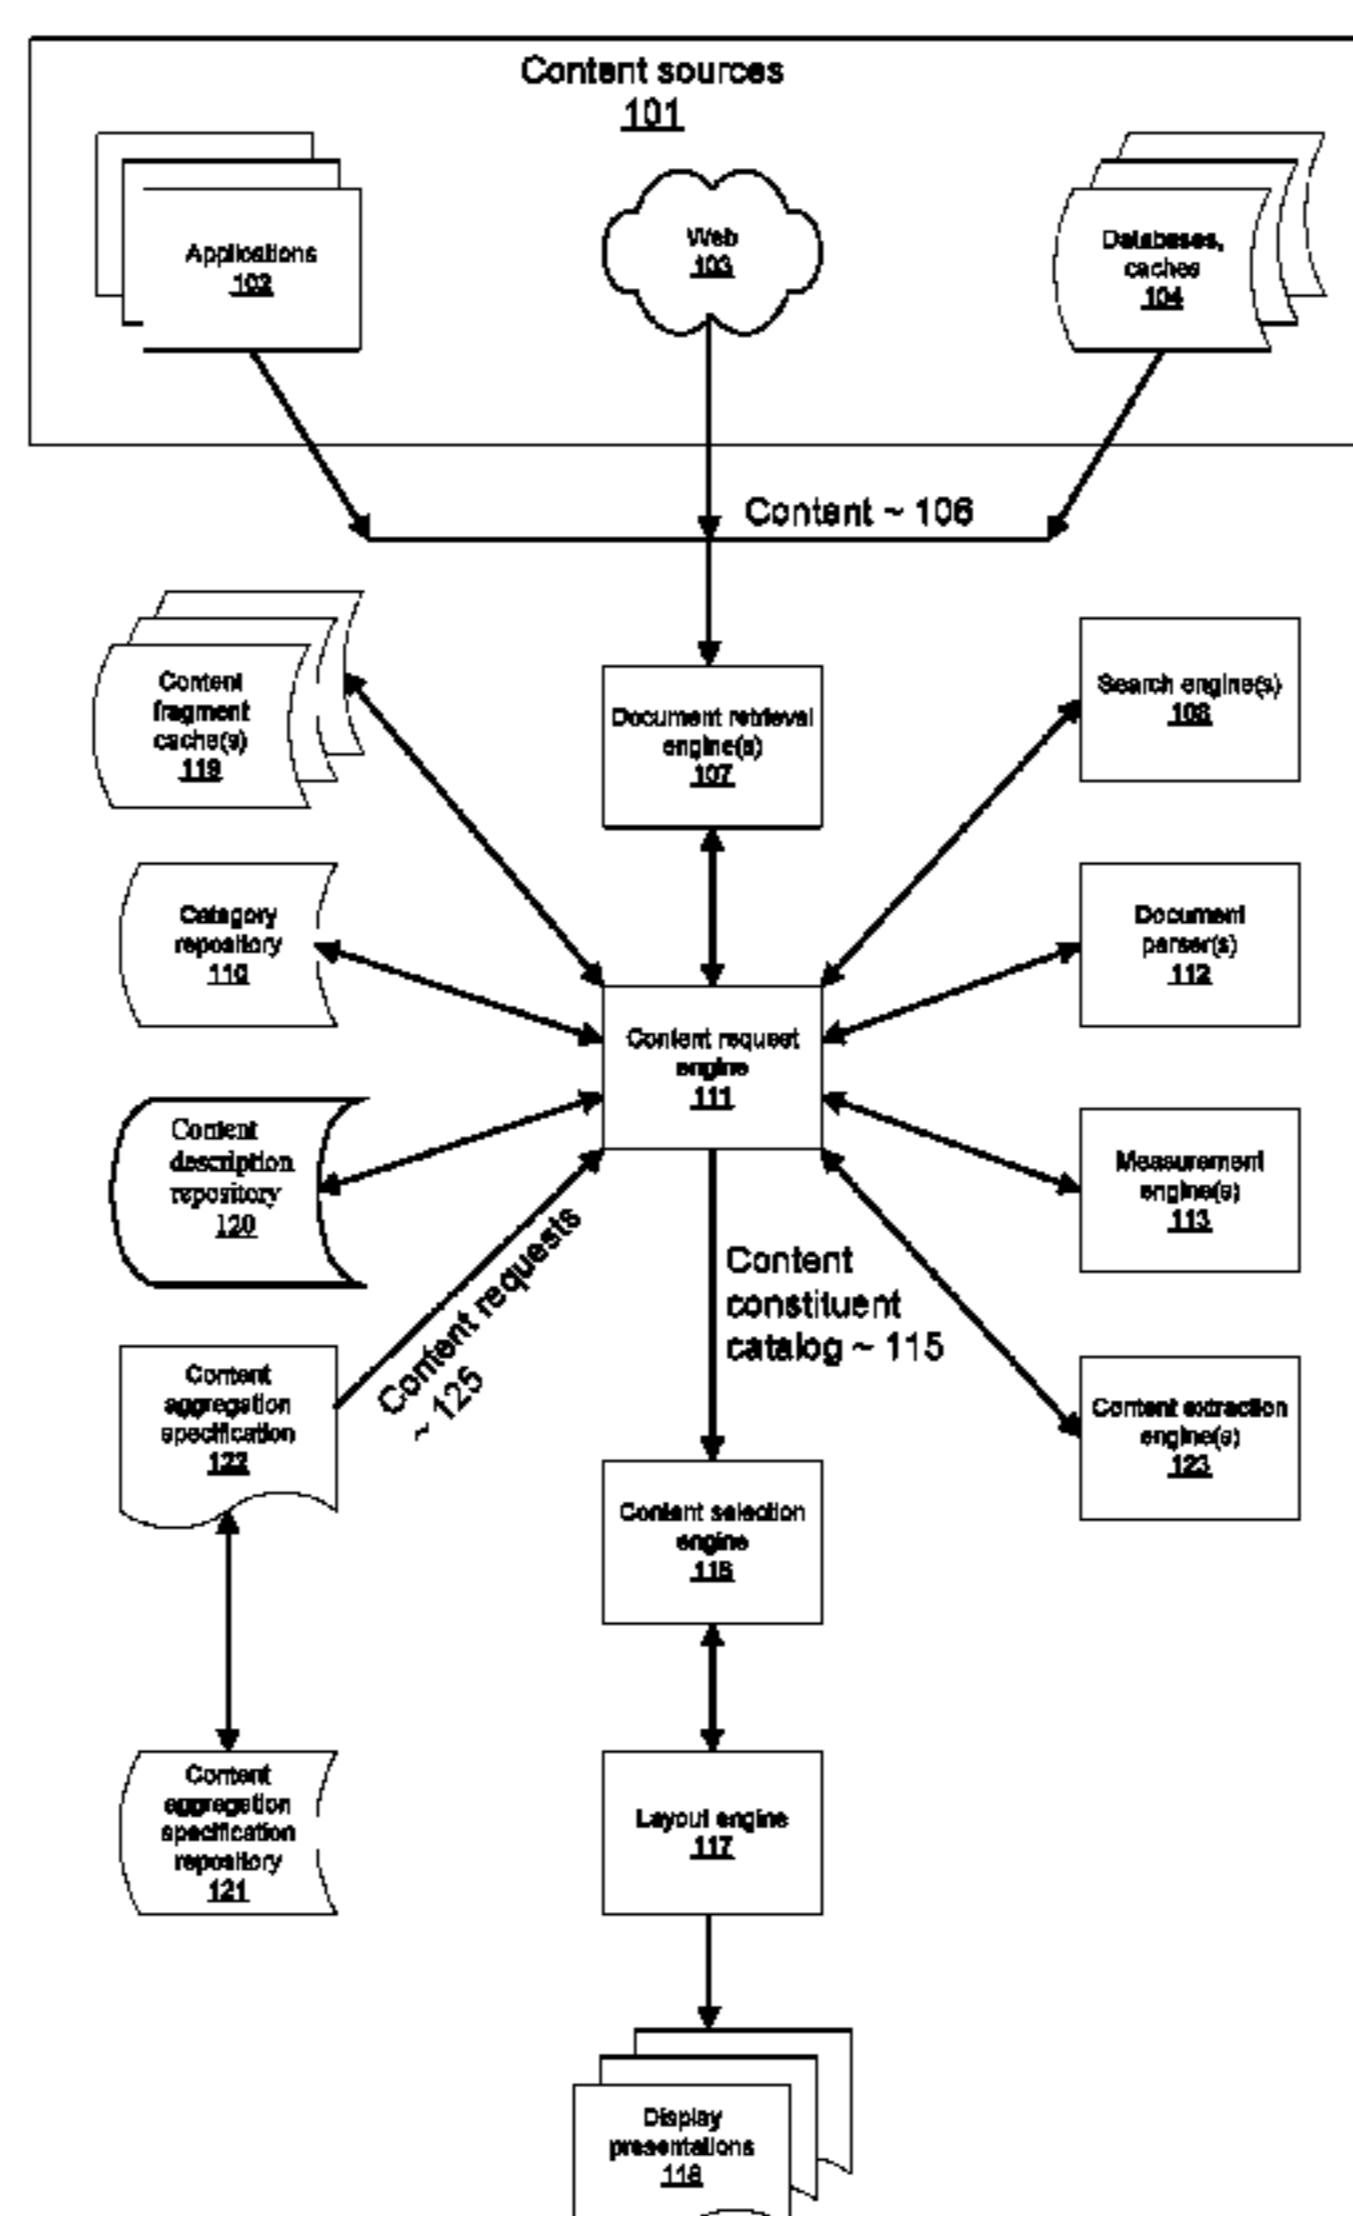 Content sources
101
Applications
102
Web
103
Databases,
caches
104
Content ~ 106
Content
fragment
cache(s)
119
Document retrieval
engine(s)
107
Search engine(s)
108
Category
repository
110
Document
parser(s)
112
Content request
engine
111
Content
description
repository
120
Measurement
engine(s)
113
Content requests
~ 125
Content
constituent
catalog ~ 115
Content
aggregation
specification
122
Content extraction
engine(s)
123
Content selection
engine
116
Content
aggregation
specification
repository
121
Layout engine
117
Display
presentations
118